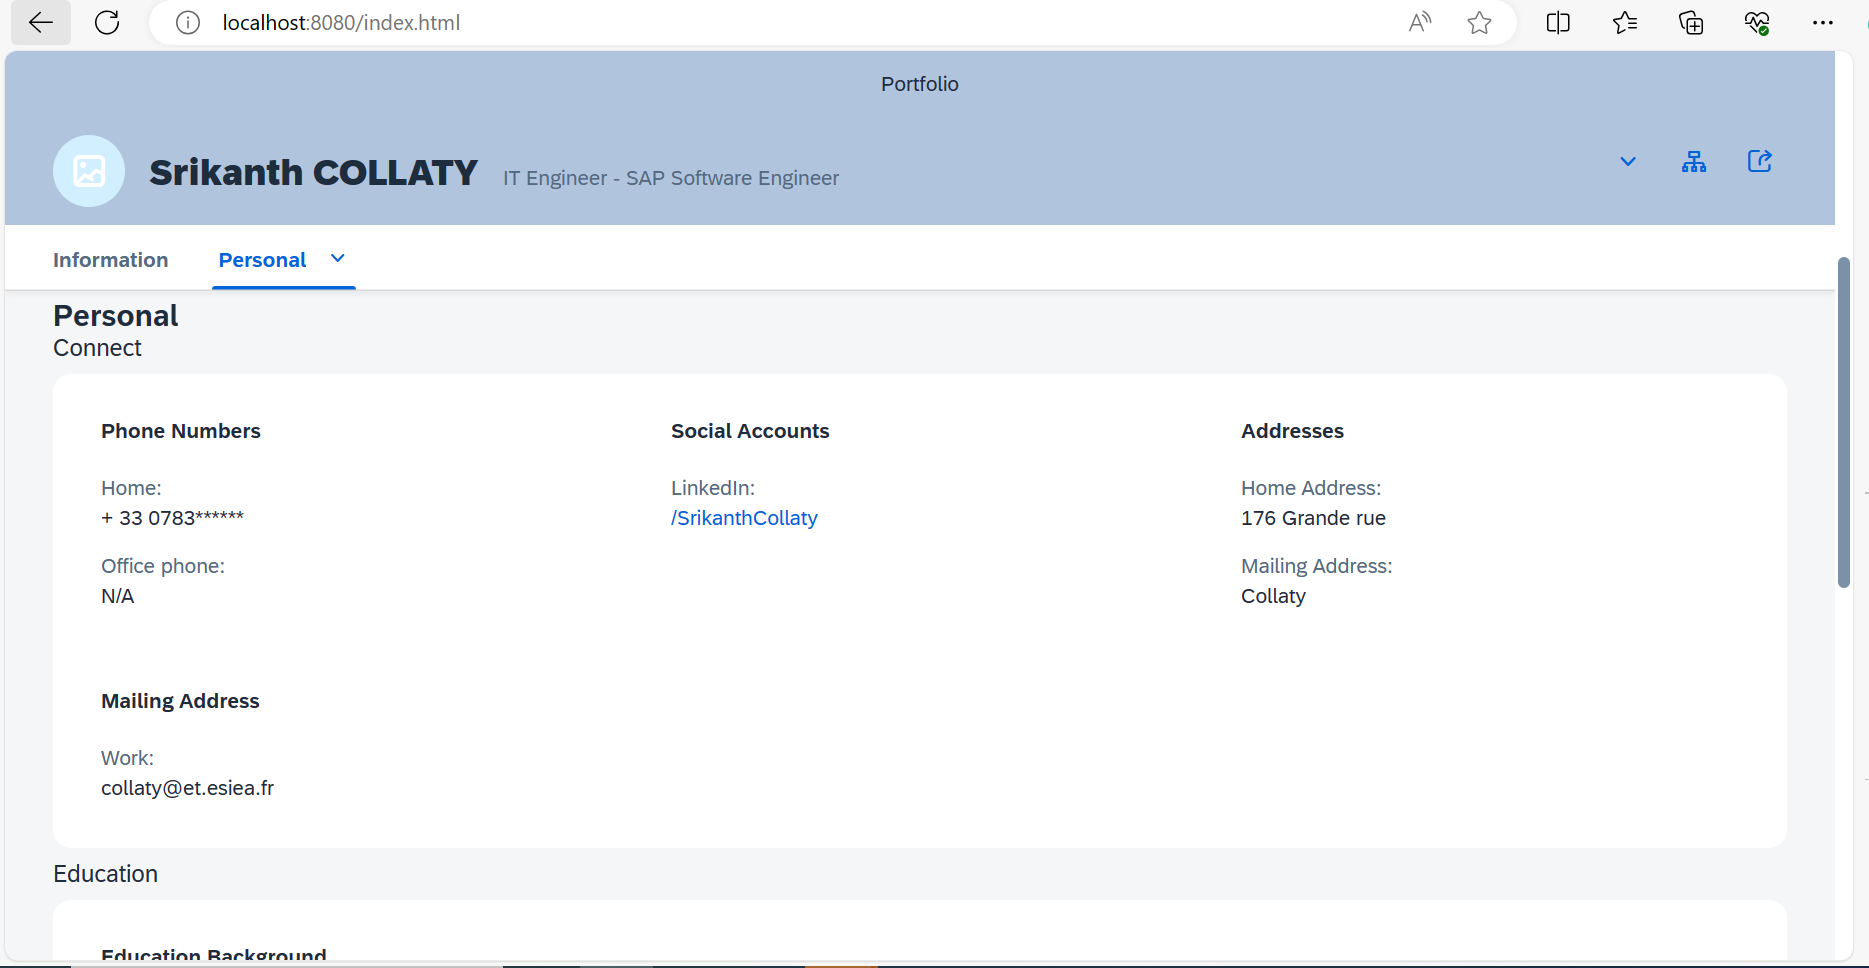 localhost:8080/index.html
Portfolio
Srikanth COLLATY IT Engineer - SAP Software Engineer
Information Personal
Personal
Connect
Phone Numbers
Home:
+ 33 0783******
Office phone:
N/A
Social Accounts
LinkedIn:
/SrikanthCollaty
Addresses
Home Address:
176 Grande rue
Mailing Address:
Collaty
Mailing Address
Work:
collaty@et.esiea.fr
Education
Education Background